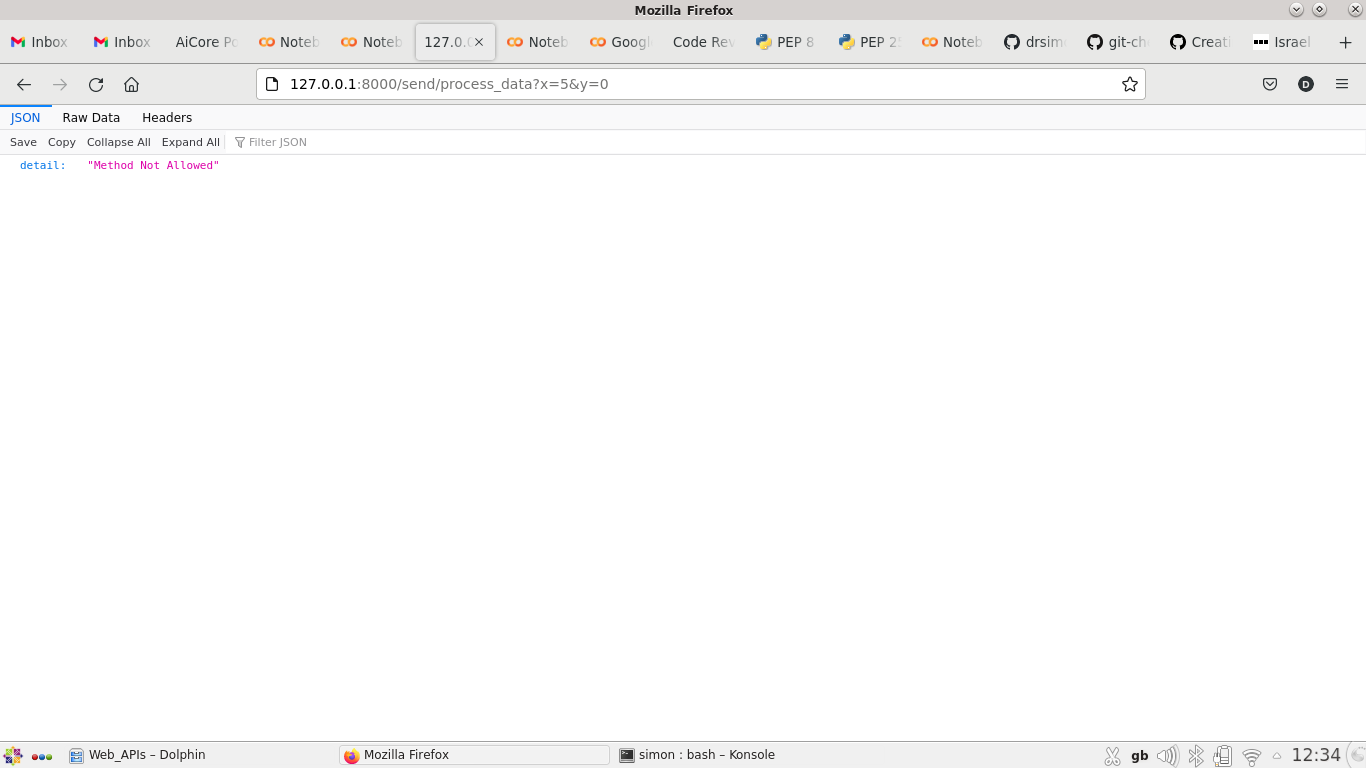 Mozilla Firefox
Inbox Inbox AiCore Po Noteb Noteb 127.0.0 Noteb Googl Code Rev PEP 8 PEP 25 Noteb drsim git-che Creati Israel
127.0.0.1:8000/send/process_data?x=5&y=0 D
JSON Raw Data Headers
Save Copy Collapse All Expand All Filter JSON
detail: "Method Not Allowed"
Web_APIs – Dolphin Mozilla Firefox simon : bash – Konsole gb 12:34